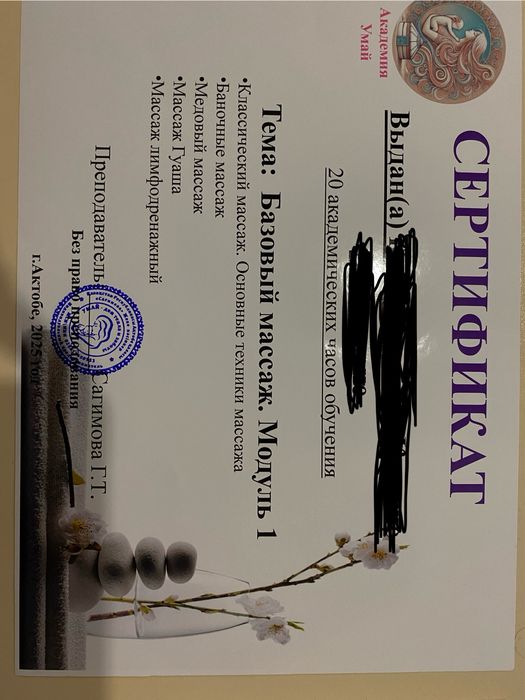 Академия
Умай
СЕРТИФИКАТ
Выдан(а)
20 академических часов обучения
Тема: Базовый массаж. Модуль 1
•Классический массаж. Основные техники массажа
•Баночные массаж
•Медовый массаж
•Массаж Гуаша
•Массаж лимфодренажный
Преподаватель Сагимова Г.Т.
Без права преподавания
г.Актобе, 2025